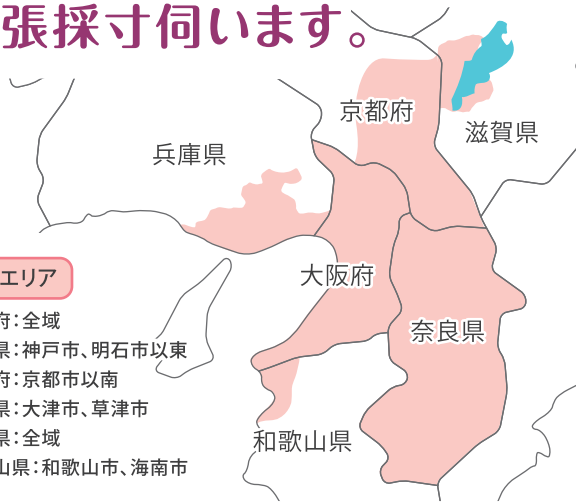 張採寸伺います。
京都府
滋賀県
兵庫県
大阪府
奈良県
和歌山県
エリア
府：全域
県：神戸市、明石市以東
府：京都市以南
県：大津市、草津市
県：全域
山県：和歌山市、海南市